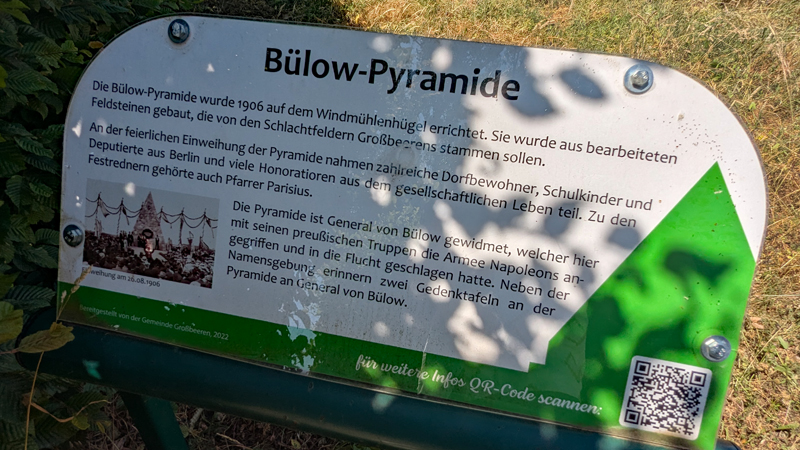 Bülow-Pyramide
Die Bülow-Pyramide wurde 1906 auf dem Windmühlenhügel errichtet. Sie wurde aus bearbeiteten
Feldsteinen gebaut, die von den Schlachtfeldern Großbeerens stammen sollen.
An der feierlichen Einweihung der Pyramide nahmen zahlreiche Dorfbewohner, Schulkinder und
Deputierte aus Berlin und viele Honoratioren aus dem gesellschaftlichen Leben teil. Zu den
Festrednern gehörte auch Pfarrer Parisius.
Die Pyramide ist General von Bülow gewidmet, welcher hier
mit seinen preußischen Truppen die Armee Napoleons an-
gegriffen und in die Flucht geschlagen hatte. Neben der
Namensgebung erinnern zwei Gedenktafeln an der
Pyramide an General von Bülow.
Einweihung am 26.08.1906
Bereitgestellt von der Gemeinde Großbeeren, 2022
für weitere Infos QR-Code scannen: